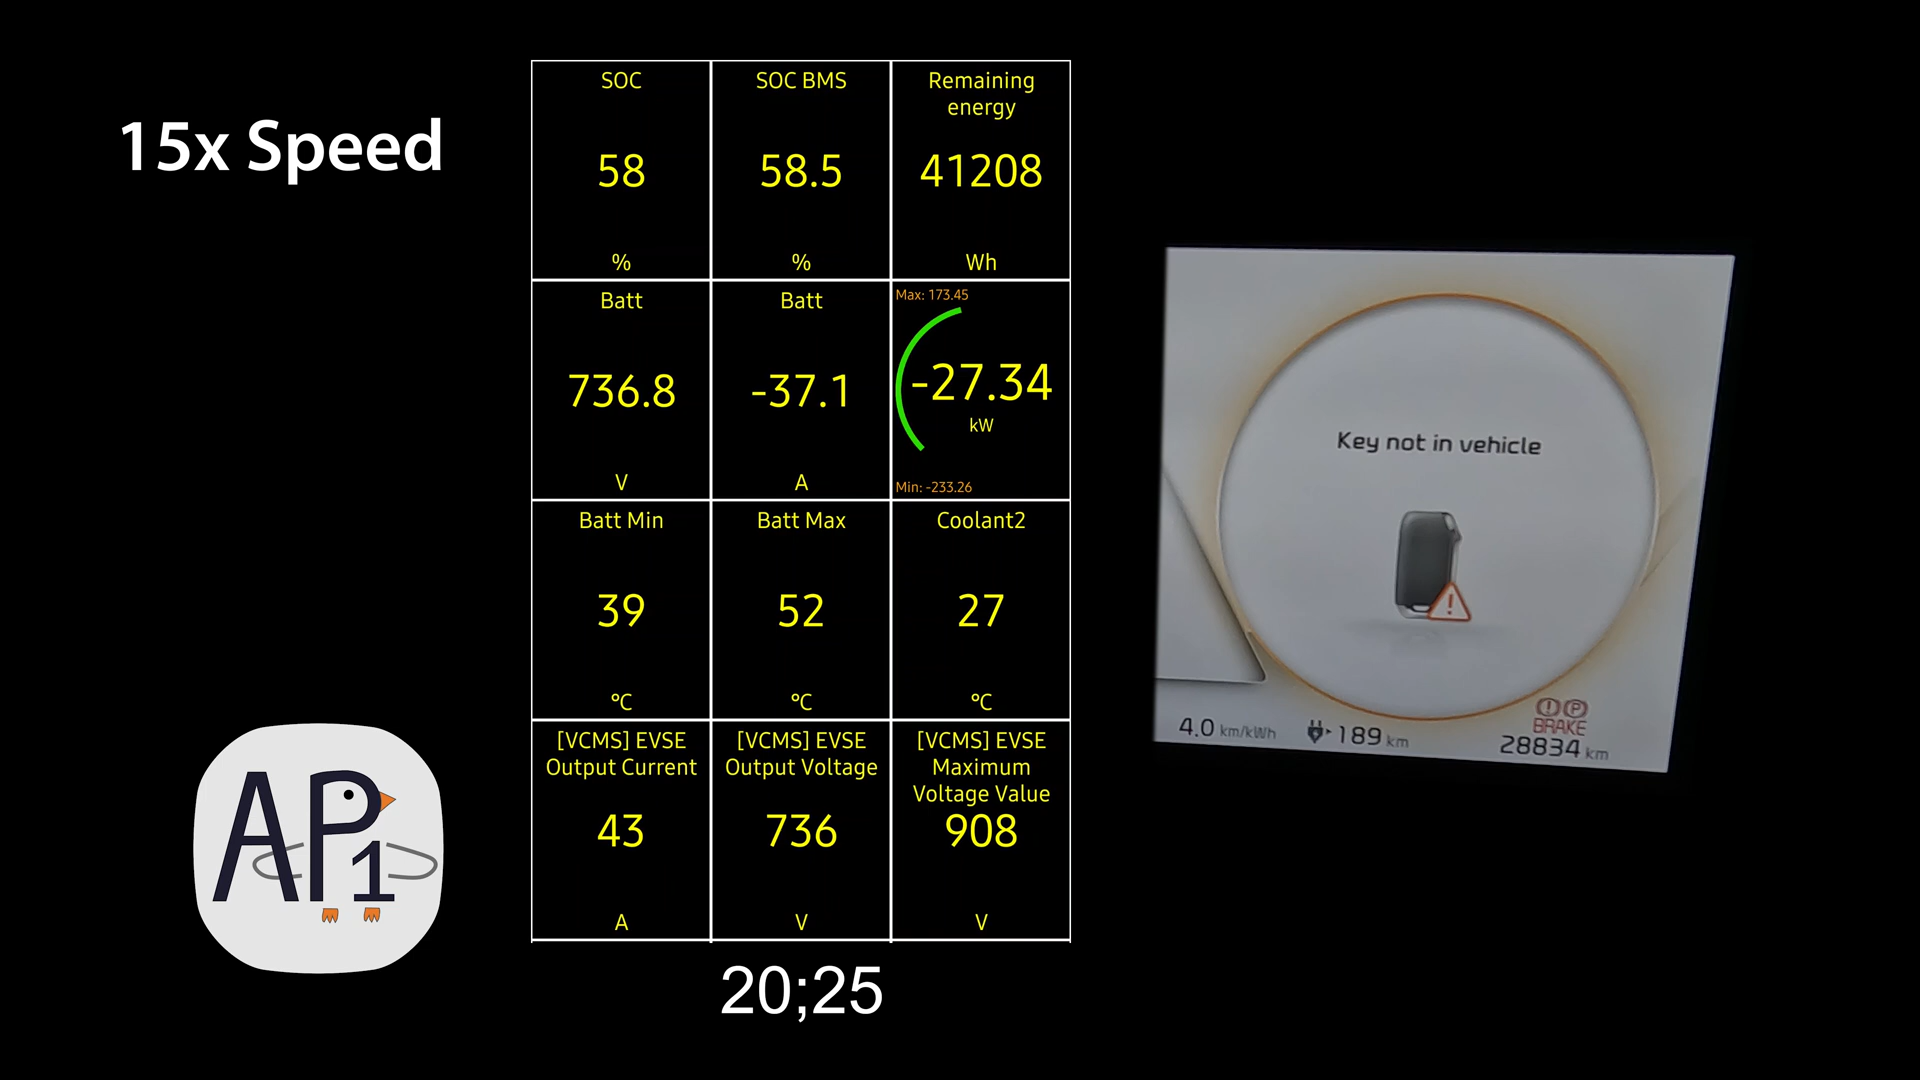 15x Speed
SOC
58
%
SOC BMS
58.5
%
Remaining
energy
41208
Wh
Batt
736.8
V
Batt
-37.1
A
Max: 173.45
-27.34
kW
Min: -233.26
Batt Min
39
°C
Batt Max
52
°C
Coolant2
27
°C
[VCMS] EVSE
Output Current
43
A
[VCMS] EVSE
Output Voltage
736
V
[VCMS] EVSE
Maximum
Voltage Value
908
V
20;25
AP1
Key not in vehicle
4.0 km/kWh
189 km
P
BRAKE
28834 km